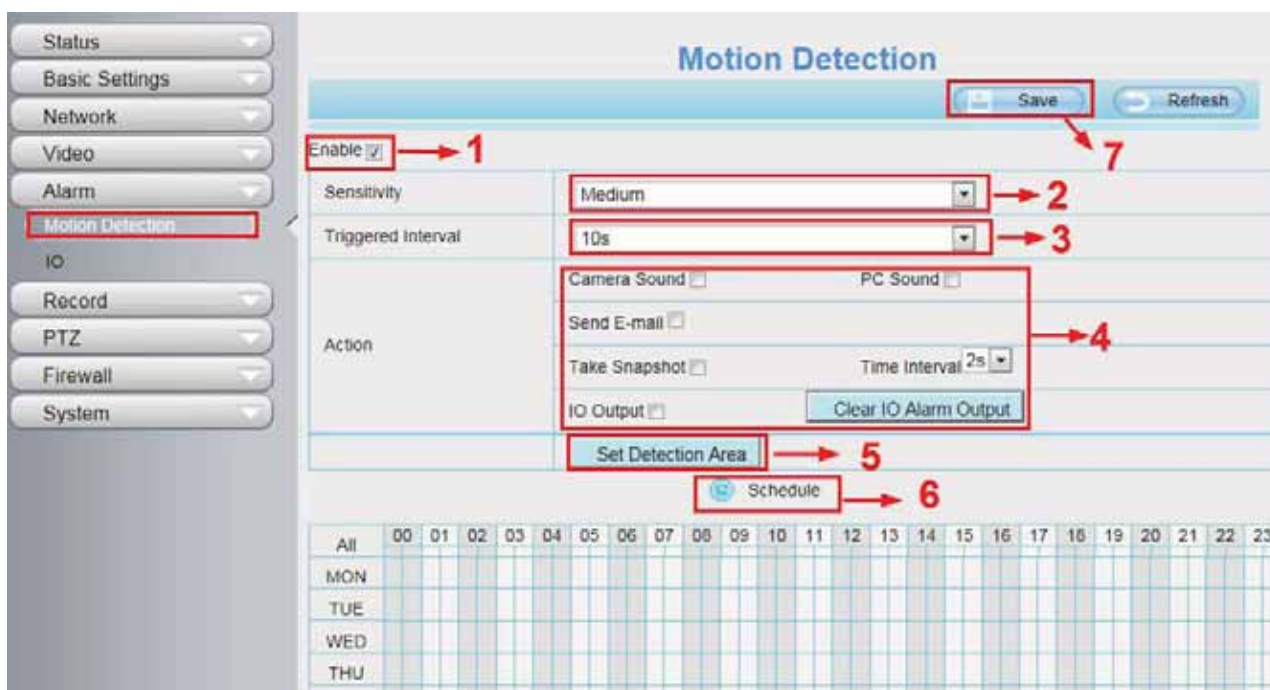 Status
Basic Settings
Network
Video
Alarm
Motion Detection
IO
Record
PTZ
Firewall
System
Motion Detection
Save Refresh
7
Enable 1
Sensitivity Medium 2
Triggered Interval 10s 3
Action
Camera Sound PC Sound
Send E-mail
4
Take Snapshot Time Interval 2s
IO Output Clear IO Alarm Output
Set Detection Area 5
Schedule 6
All 00 01 02 03 04 05 06 07 08 09 10 11 12 13 14 15 16 17 18 19 20 21 22 23
MON
TUE
WED
THU